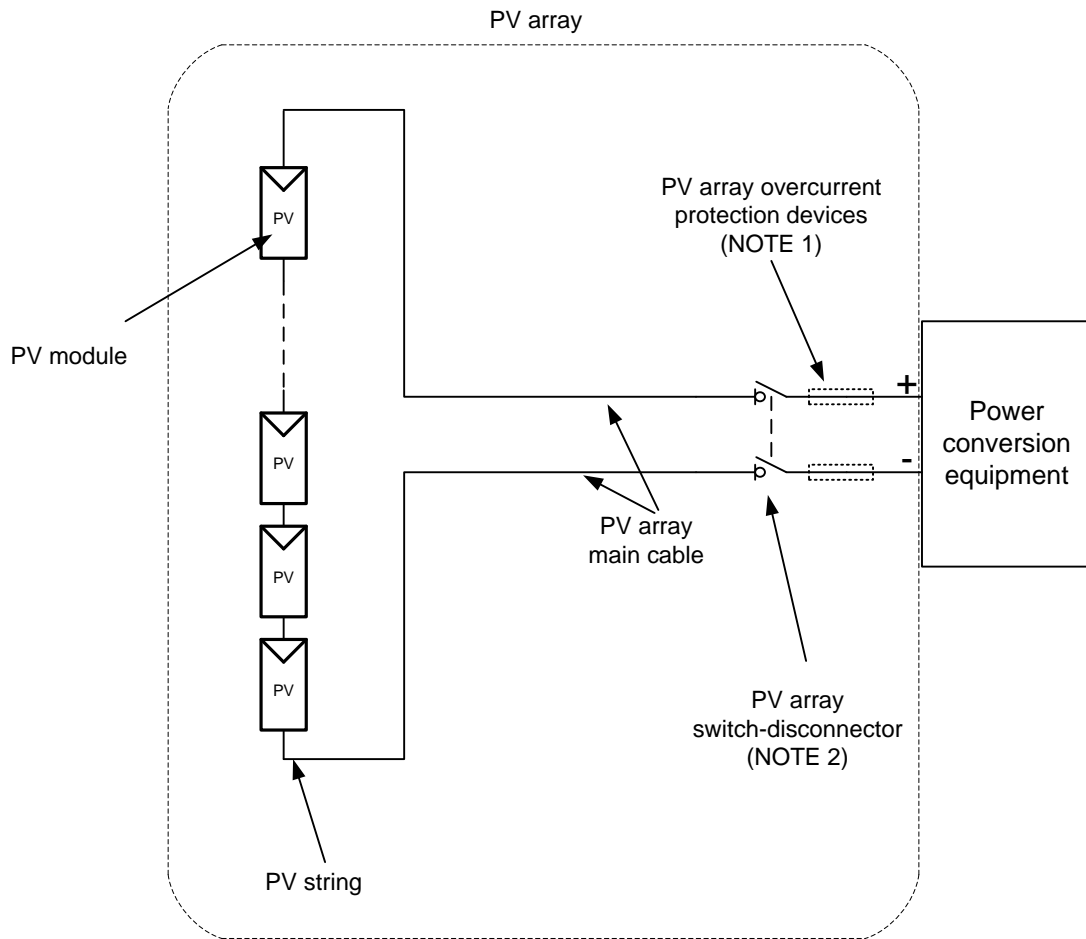 PV array
PV
PV array overcurrent
protection devices
(NOTE 1)
PV module
+
Power
conversion
equipment
-
PV
PV array
main cable
PV
PV
PV array
switch-disconnector
(NOTE 2)
PV string